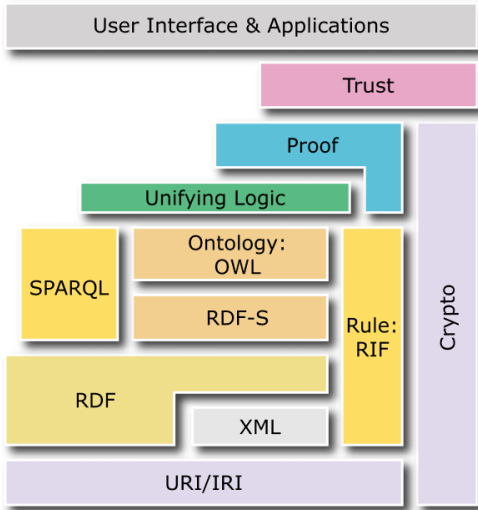 User Interface & Applications
Trust
Proof
Unifying Logic
SPARQL
Ontology:
OWL
RDF-S
Rule:
RIF
Crypto
RDF
XML
URI/IRI